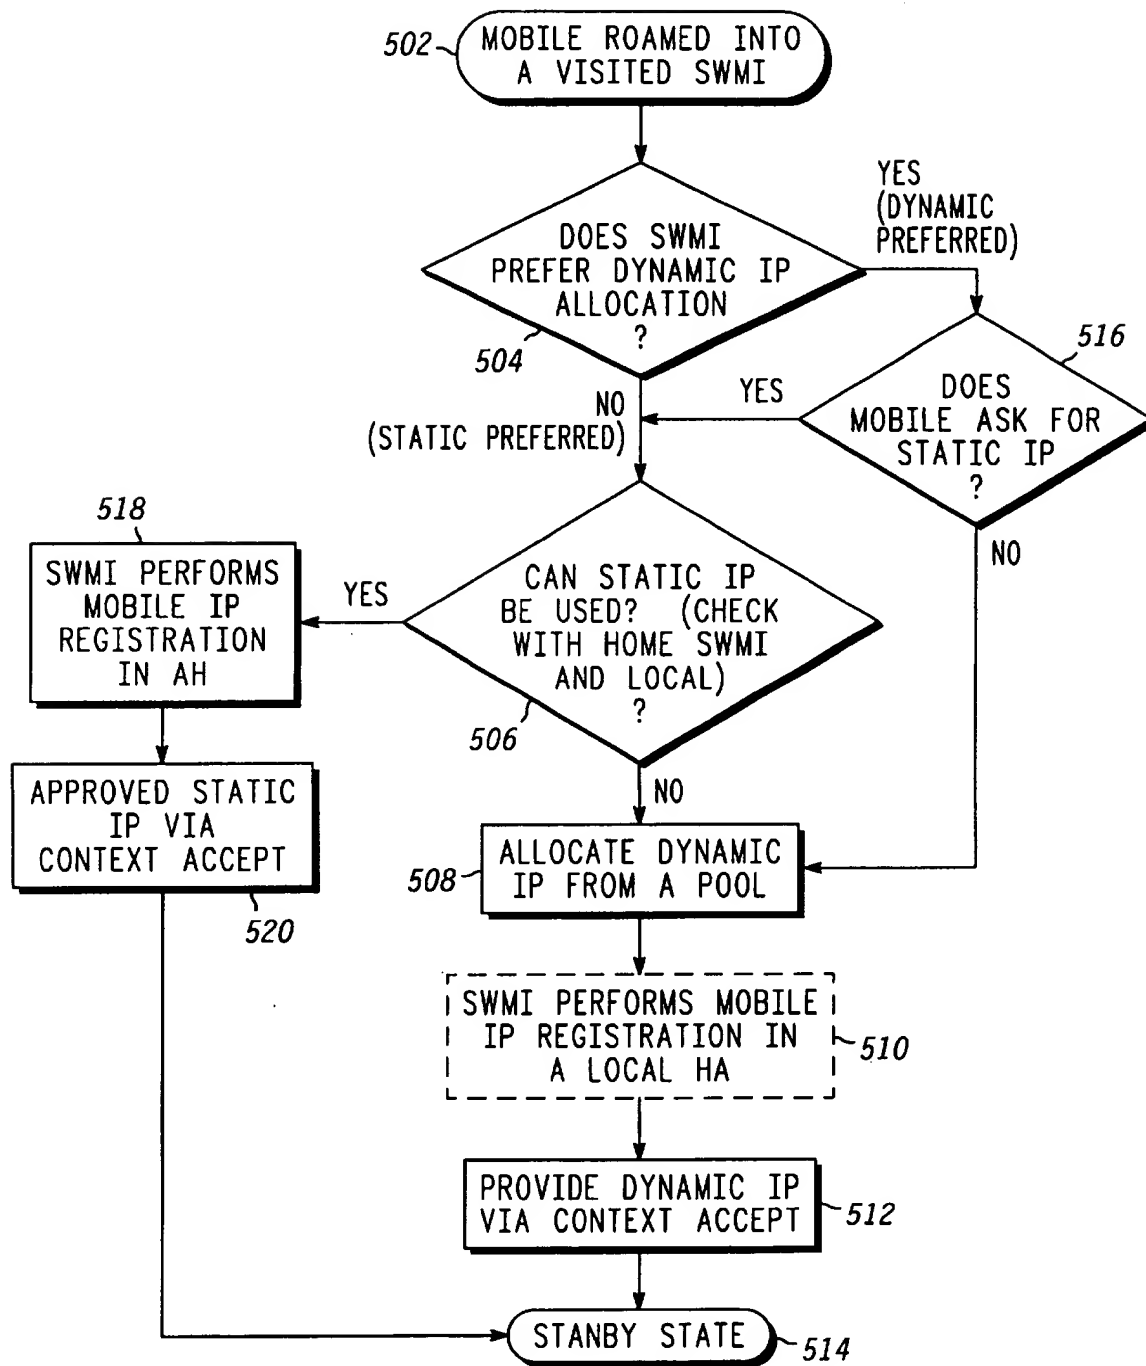 502
MOBILE ROAMED INTO
A VISITED SWMI
DOES SWMI
PREFER DYNAMIC IP
ALLOCATION
?
504
YES
(DYNAMIC
PREFERRED)
516
DOES
MOBILE ASK FOR
STATIC IP
?
YES
NO
NO
(STATIC PREFERRED)
CAN STATIC IP
BE USED? (CHECK
WITH HOME SWMI
AND LOCAL)
?
506
YES
NO
518
SWMI PERFORMS
MOBILE IP
REGISTRATION
IN AH
APPROVED STATIC
IP VIA
CONTEXT ACCEPT
520
508
ALLOCATE DYNAMIC
IP FROM A POOL
SWMI PERFORMS MOBILE
IP REGISTRATION IN
A LOCAL HA
510
PROVIDE DYNAMIC IP
VIA CONTEXT ACCEPT
512
STANBY STATE
514